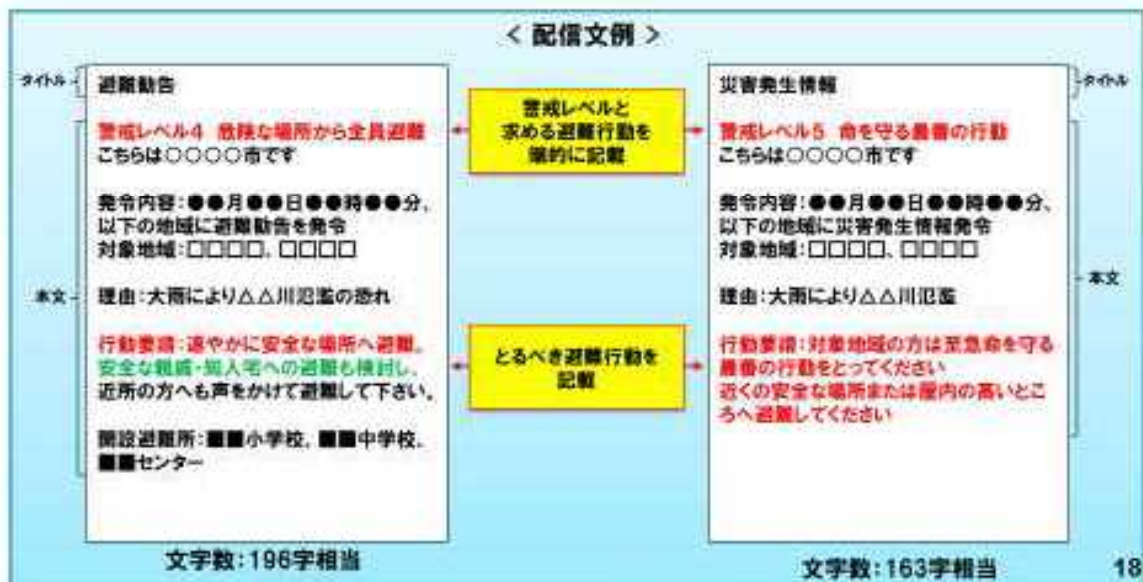 < 配信文例 >
タイトル
避難勧告
警戒レベル4 危険な場所から全員避難
こちらは○○○○市です
発令内容:●●月●●日●●時●●分、
以下の地域に避難勧告を発令
対象地域:□□□□、□□□□
本文
理由:大雨により△△川氾濫の恐れ
行動要請:速やかに安全な場所へ避難。
安全な親戚・知人宅への避難も検討し、
近所の方へも声をかけて避難して下さい。
開設避難所:■■小学校、■■中学校、
■■センター
文字数:196字相当
警戒レベルと
求める避難行動を
端的に記載
とるべき避難行動を
記載
タイトル
災害発生情報
警戒レベル5 命を守る最善の行動
こちらは○○○○市です
発令内容:●●月●●日●●時●●分、
以下の地域に災害発生情報発令
対象地域:□□□□、□□□□
本文
理由:大雨により△△川氾濫
行動要請:対象地域の方は至急命を守る
最善の行動をとってください
近くの安全な場所または屋内の高いとこ
ろへ避難してください
文字数:163字相当
18